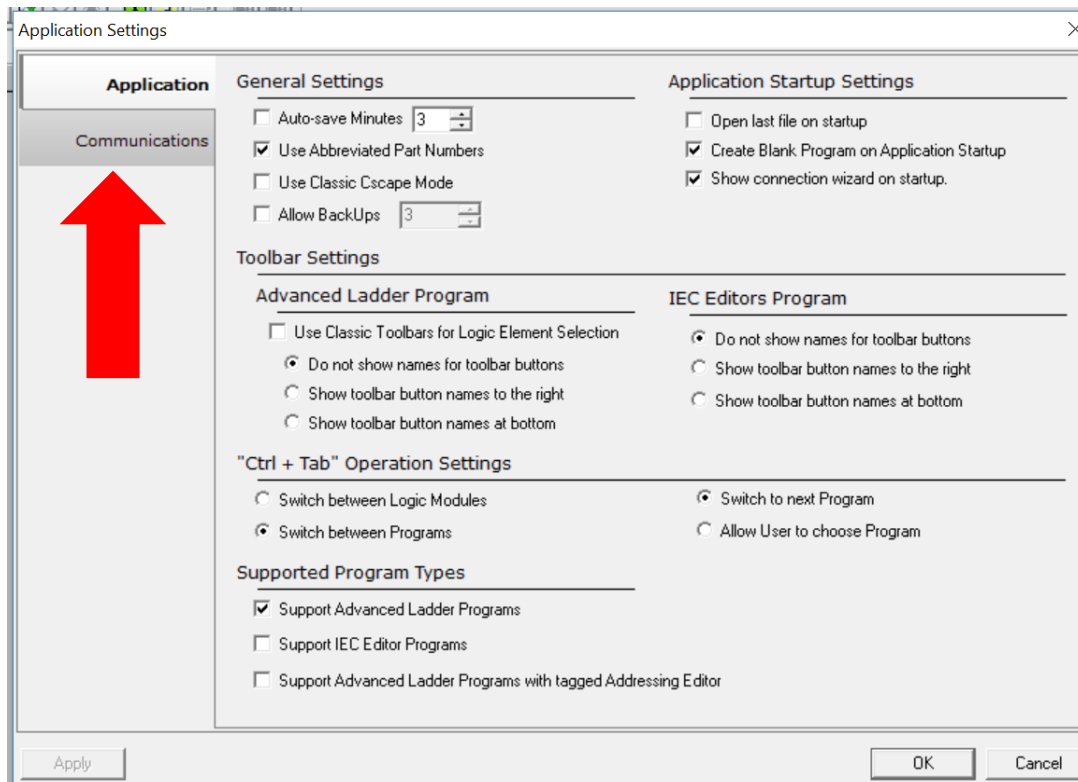 Application Settings
Application
Communications
General Settings
Auto-save Minutes 3
Use Abbreviated Part Numbers
Use Classic Cscape Mode
Allow BackUps 3
Application Startup Settings
Open last file on startup
Create Blank Program on Application Startup
Show connection wizard on startup.
Toolbar Settings
Advanced Ladder Program
Use Classic Toolbars for Logic Element Selection
Do not show names for toolbar buttons
Show toolbar button names to the right
Show toolbar button names at bottom
IEC Editors Program
Do not show names for toolbar buttons
Show toolbar button names to the right
Show toolbar button names at bottom
"Ctrl + Tab" Operation Settings
Switch between Logic Modules
Switch between Programs
Switch to next Program
Allow User to choose Program
Supported Program Types
Support Advanced Ladder Programs
Support IEC Editor Programs
Support Advanced Ladder Programs with tagged Addressing Editor
Apply
OK
Cancel